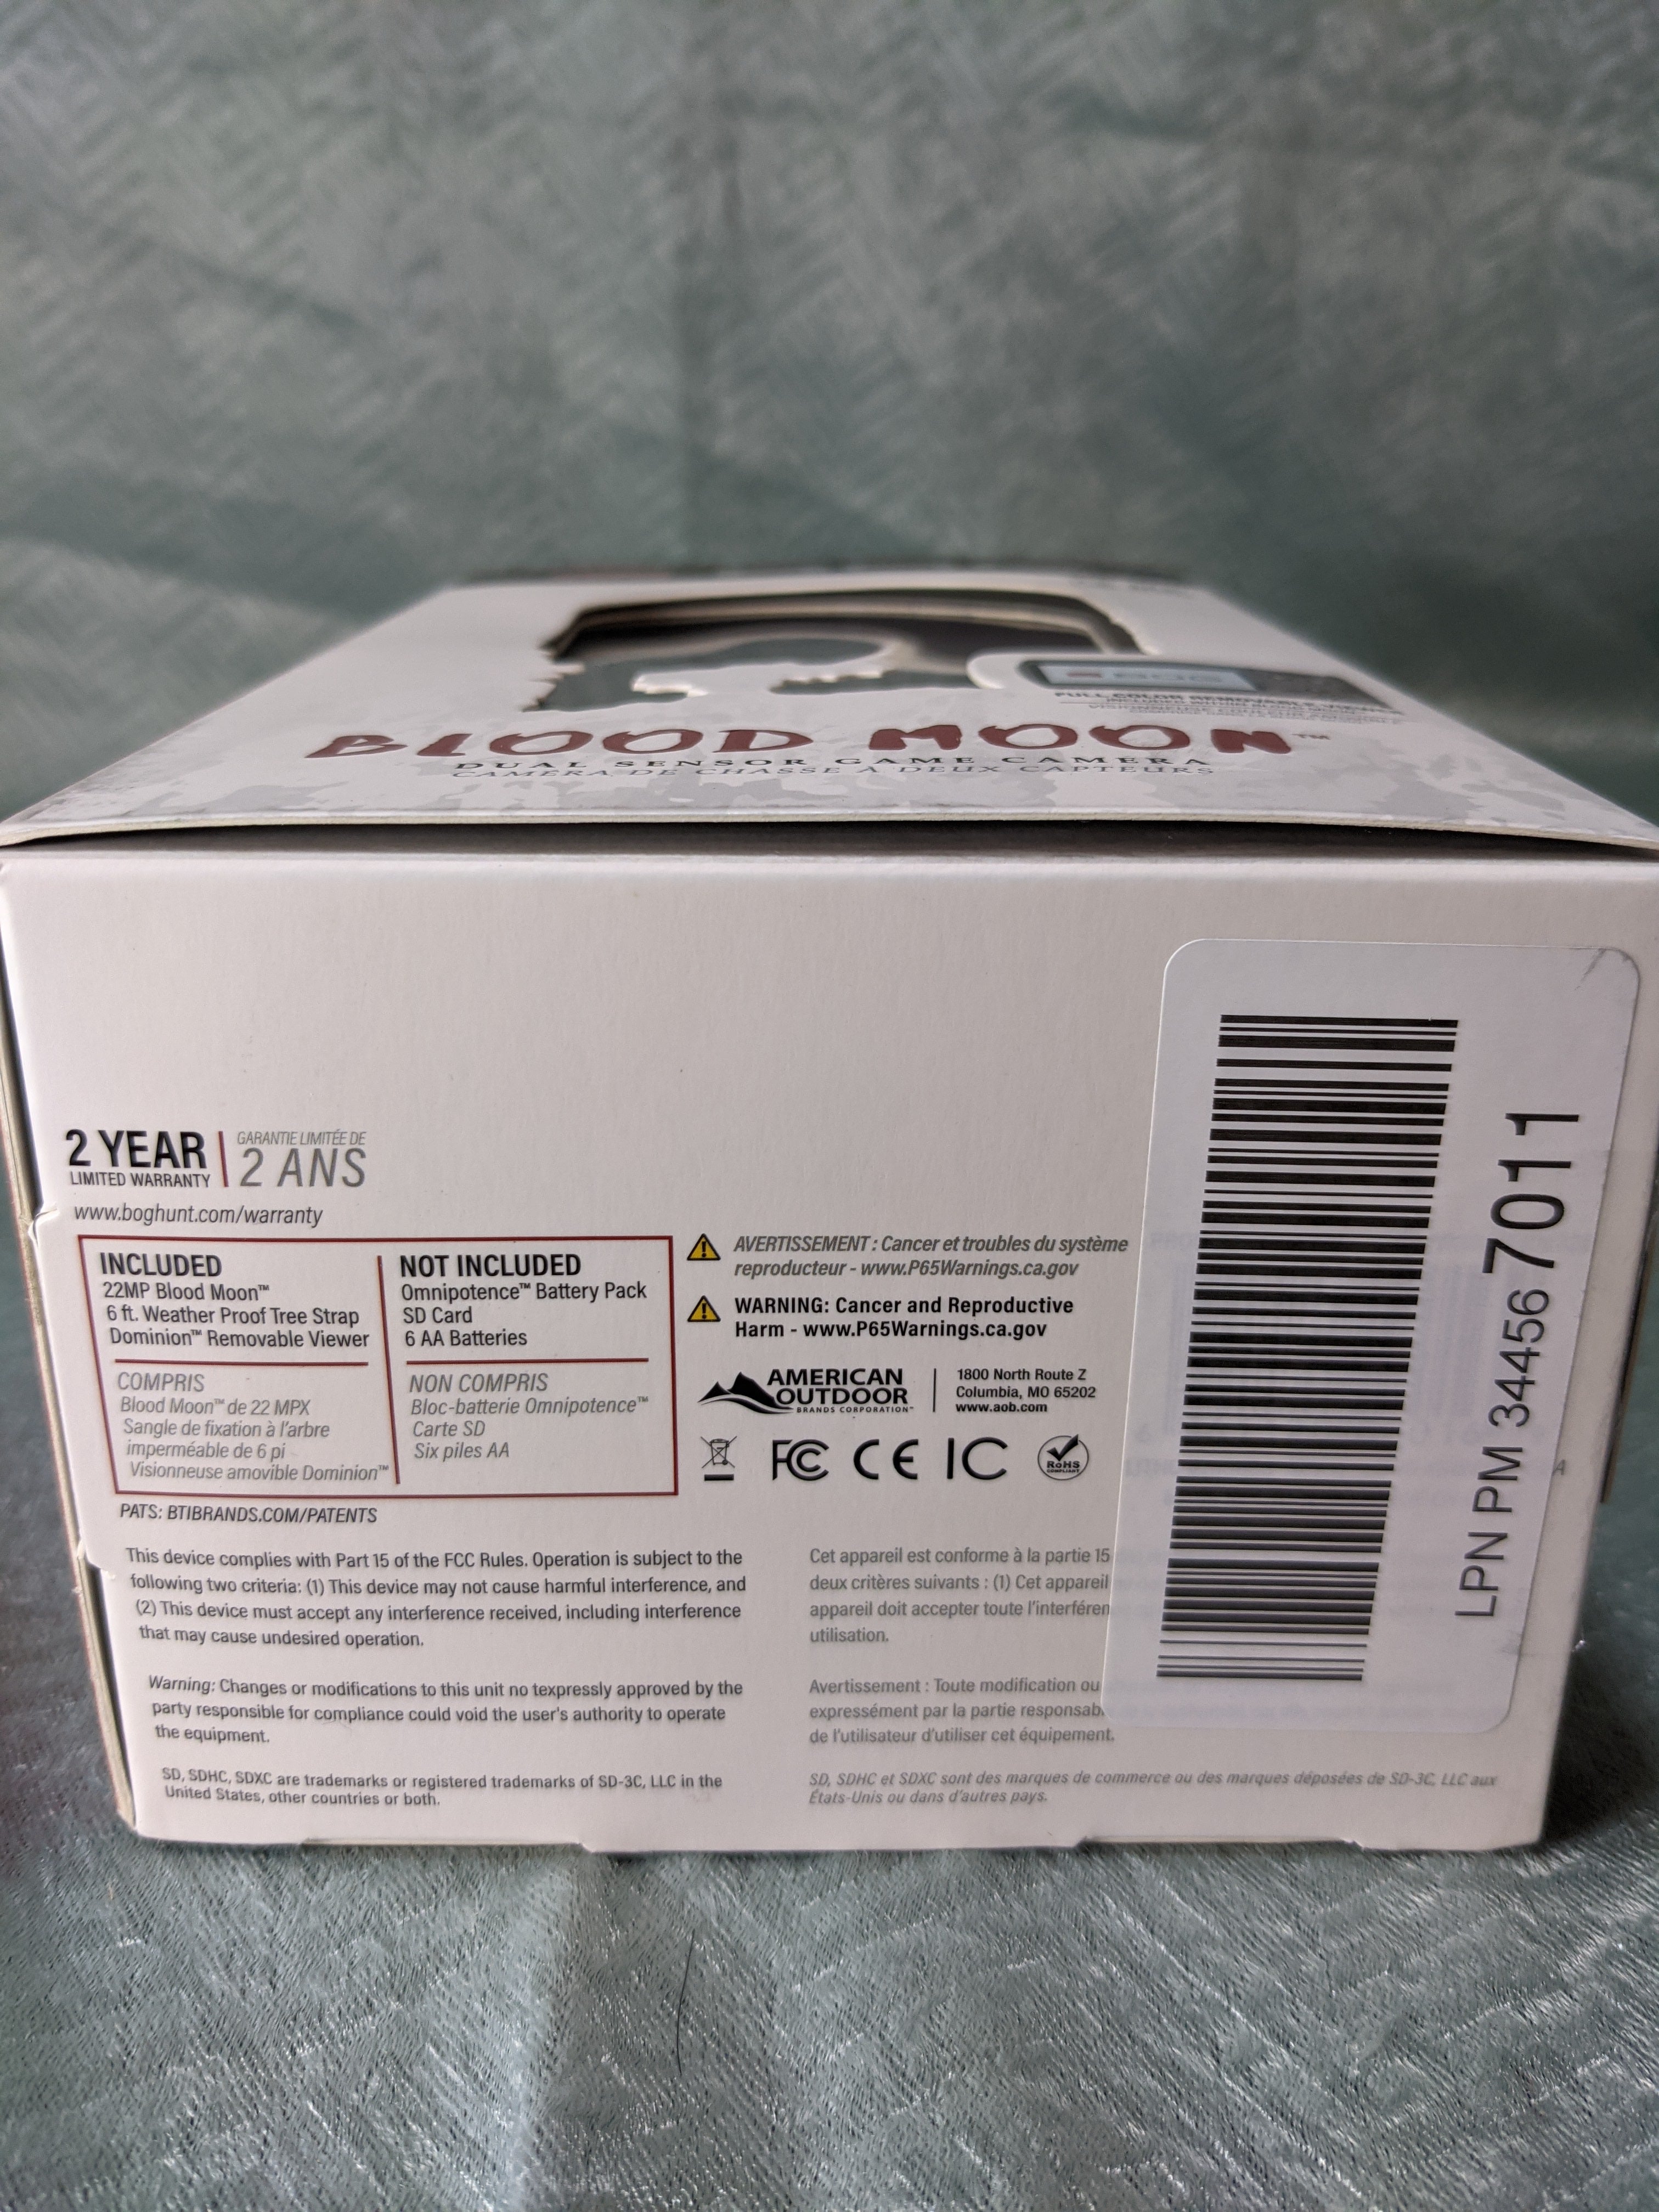 BLOOD MOON™
DUAL SENSOR GAME CAMERA
CAMÉRA DE CHASSE À DEUX CAPTEURS
FULL COLOR REMOVABLE
2 YEAR
LIMITED WARRANTY
GARANTIE LIMITÉE DE
2 ANS
www.boghunt.com/warranty
INCLUDED
22MP Blood Moon™
6 ft. Weather Proof Tree Strap
Dominion™ Removable Viewer
NOT INCLUDED
Omnipotence™ Battery Pack
SD Card
6 AA Batteries
COMPRIS
Blood Moon™ de 22 MPX
Sangle de fixation à l'arbre
imperméable de 6 pi
Visionneuse amovible Dominion™
NON COMPRIS
Bloc-batterie Omnipotence™
Carte SD
Six piles AA
PATS: BTIBRANDS.COM/PATENTS
AVERTISSEMENT : Cancer et troubles du système
reproducteur - www.P65Warnings.ca.gov
WARNING: Cancer and Reproductive
Harm - www.P65Warnings.ca.gov
AMERICAN
OUTDOOR
BRANDS CORPORATION™
1800 North Route Z
Columbia, MO 65202
www.aob.com
FC CE IC RoHS
COMPLIANT
This device complies with Part 15 of the FCC Rules. Operation is subject to the
following two criteria: (1) This device may not cause harmful interference, and
(2) This device must accept any interference received, including interference
that may cause undesired operation.
Warning: Changes or modifications to this unit no texpressly approved by the
party responsible for compliance could void the user's authority to operate
the equipment.
SD, SDHC, SDXC are trademarks or registered trademarks of SD-3C, LLC in the
United States, other countries or both.
Cet appareil est conforme à la partie 15
deux critères suivants : (1) Cet appareil
appareil doit accepter toute l'interféren
utilisation.
Avertissement : Toute modification ou
expressément par la partie responsab
de l'utilisateur d'utiliser cet équipement.
SD, SDHC et SDXC sont des marques de commerce ou des marques déposées de SD-3C, LLC aux
États-Unis ou dans d'autres pays.
LPN PM 34456 7011